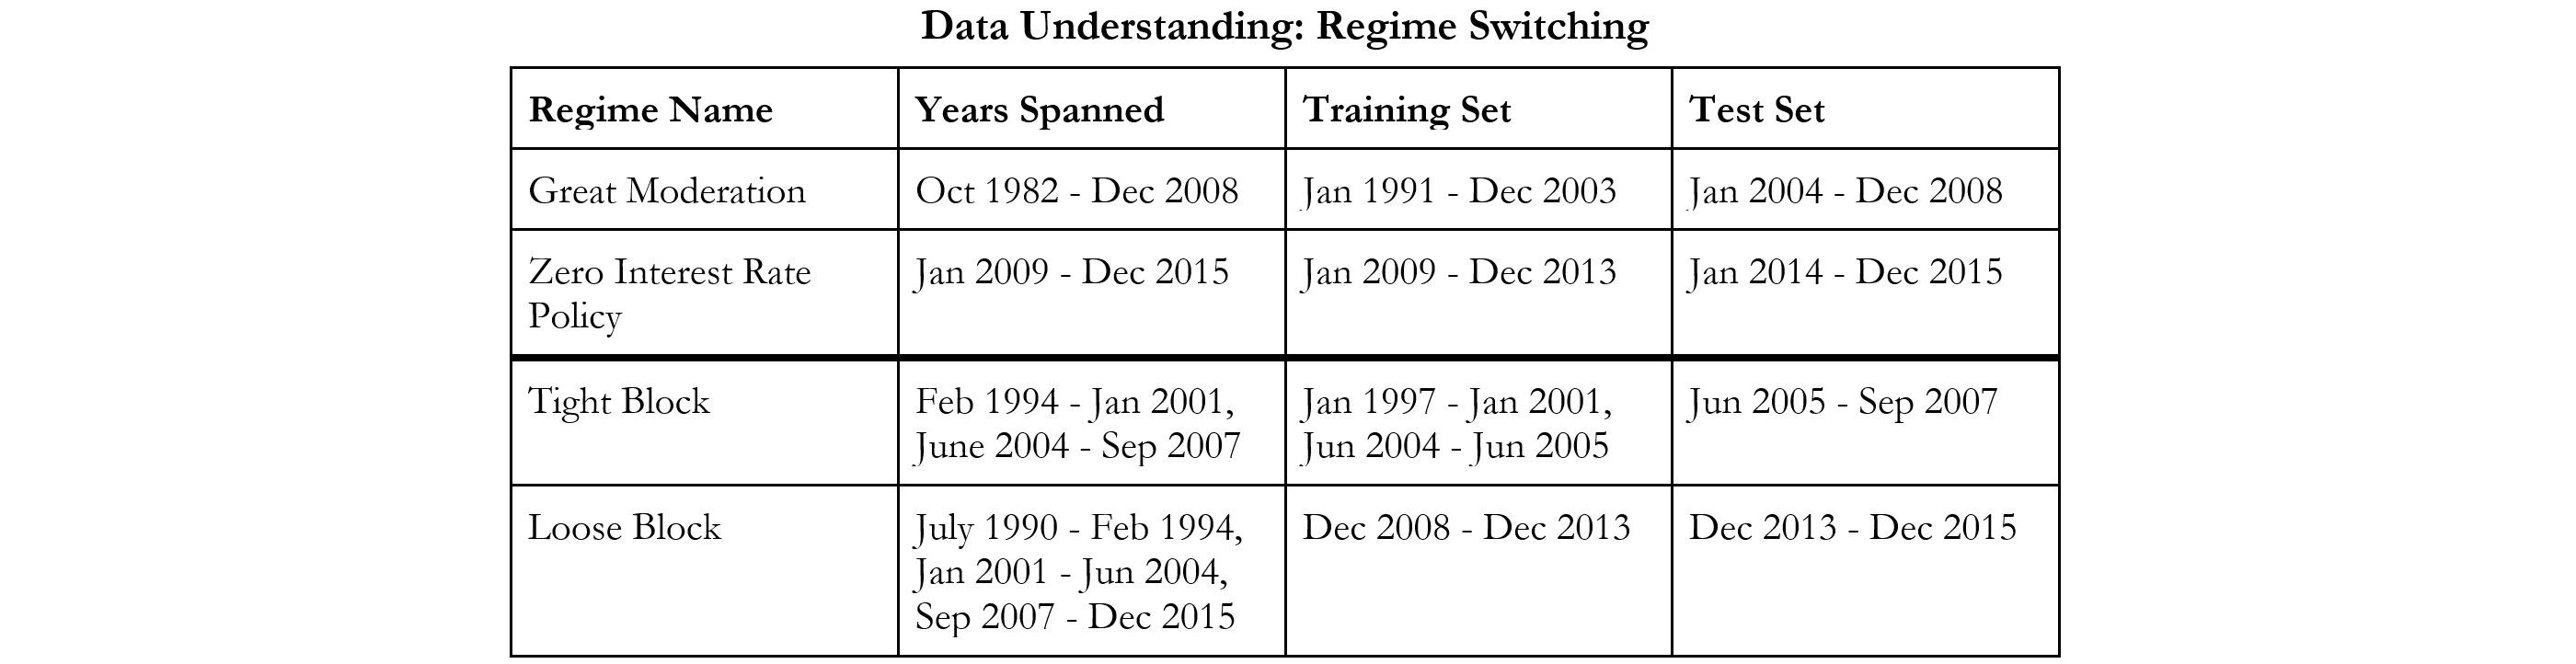 Data Understanding: Regime Switching
Regime Name Years Spanned Training Set Test Set
Great Moderation Oct 1982 - Dec 2008 Jan 1991 - Dec 2003 Jan 2004 - Dec 2008
Zero Interest Rate Jan 2009 - Dec 2015 Jan 2009 - Dec 2013 Jan 2014 - Dec 2015
Policy
Tight Block Feb 1994 - Jan 2001, Jan 1997 - Jan 2001, Jun 2005 - Sep 2007
June 2004 - Sep 2007 Jun 2004 - Jun 2005
Loose Block July 1990 - Feb 1994, Dec 2008 - Dec 2013 Dec 2013 - Dec 2015
Jan 2001 - Jun 2004,
Sep 2007 - Dec 2015